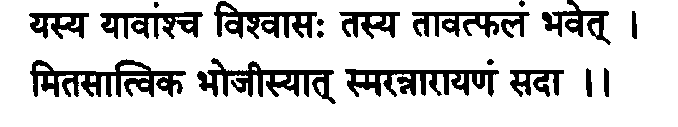 यस्य यावांश्च विश्वासः तस्य तावत्फलं भवेत् ।
मितसात्विक भोजीस्यात् स्मरन्नारायणं सदा ।।